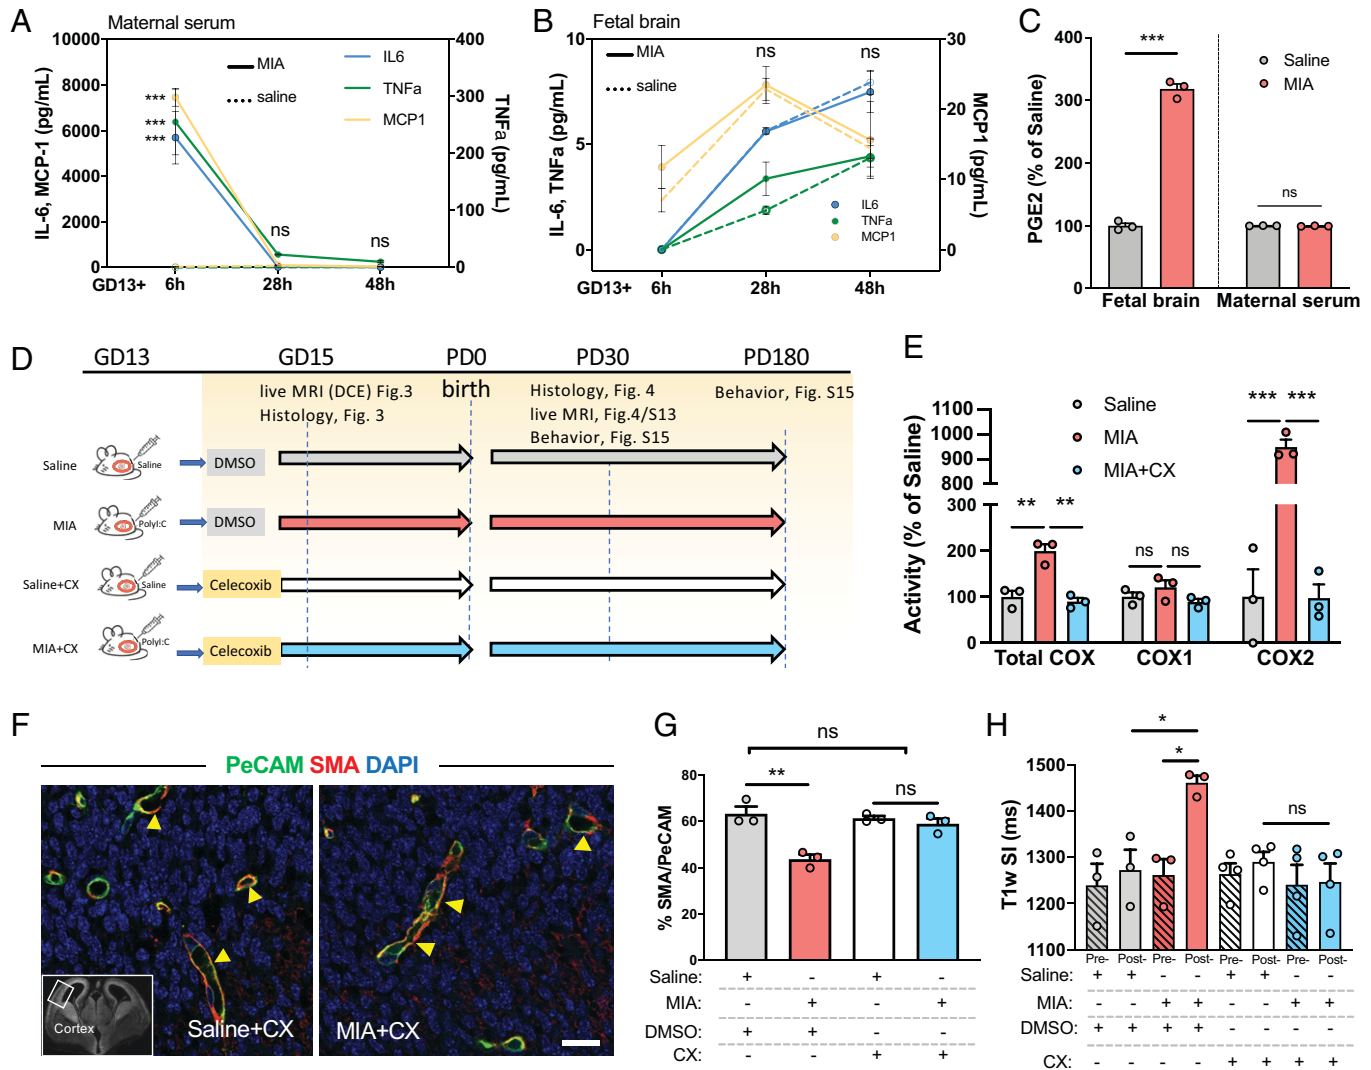 A
Maternal serum
10000
8000
6000
4000
2000
0
IL-6, MCP-1 (pg/mL)
400
300
200
100
0
TNFa (pg/mL)
MIA
saline
IL6
TNFa
MCP1
***
***
***
ns
ns
GD13+
6h
28h
48h
B
Fetal brain
10
5
0
IL-6, TNFa (pg/mL)
30
20
10
0
MCP1 (pg/mL)
MIA
saline
ns
ns
IL6
TNFa
MCP1
GD13+
6h
28h
48h
C
400
300
200
100
0
PGE2 (% of Saline)
***
ns
Saline
MIA
Fetal brain
Maternal serum
D
GD13
GD15
PD0
PD30
PD180
live MRI (DCE) Fig.3
Histology, Fig. 3
birth
Histology, Fig. 4
live MRI, Fig.4/S13
Behavior, Fig. S15
Behavior, Fig. S15
Saline
Saline
DMSO
MIA
PolyI:C
DMSO
Saline+CX
Saline
Celecoxib
MIA+CX
PolyI:C
Celecoxib
E
1100
1000
900
800
300
200
100
0
Activity (% of Saline)
Saline
MIA
MIA+CX
**
**
ns
ns
***
***
Total COX
COX1
COX2
F
PeCAM SMA DAPI
Cortex
Saline+CX
MIA+CX
G
80
60
40
20
0
% SMA/PeCAM
ns
**
ns
Saline: + - + -
MIA: - + - +
DMSO: + + - -
CX: - - + +
H
1500
1400
1300
1200
1100
T1w SI (ms)
*
*
ns
Pre- Post- Pre- Post- Pre- Post- Pre- Post-
Saline: + + - - + + - -
MIA: - - + + - - + +
DMSO: + + + + - - - -
CX: - - - - + + + +